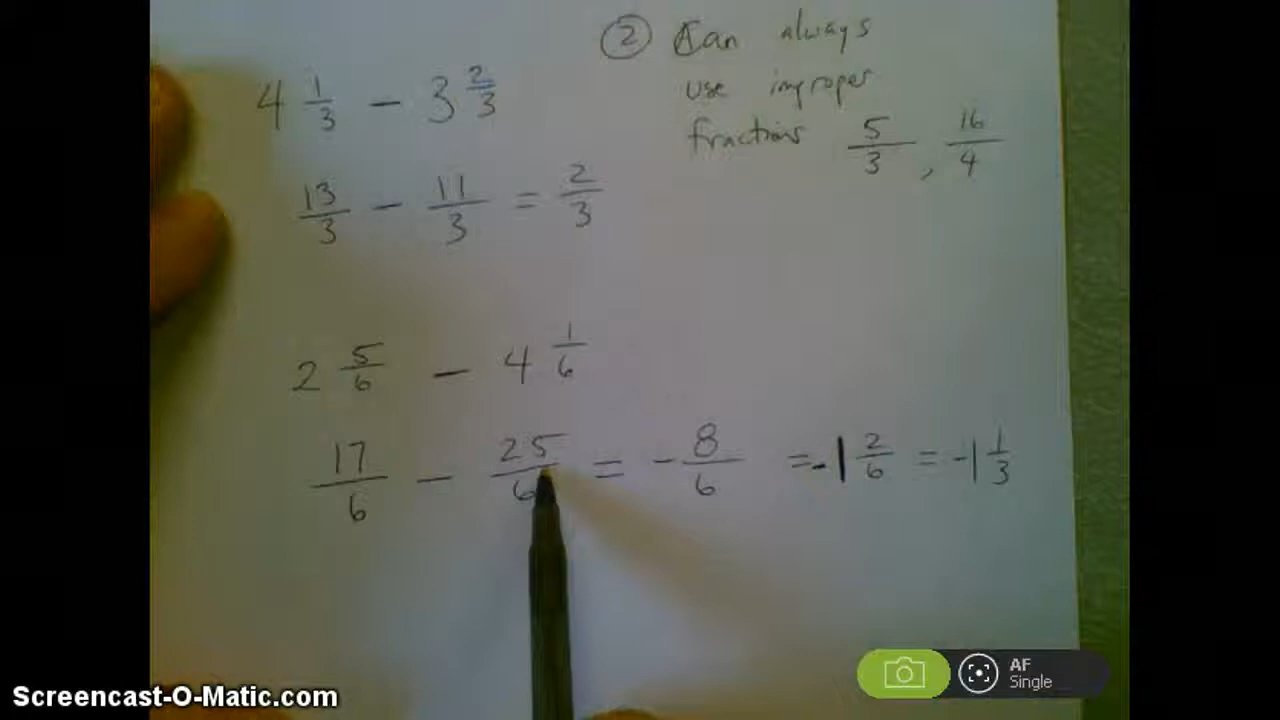 ② Can always
use improper
fractions 5/3 , 16/4
4 1/3 - 3 2/3
13/3 - 11/3 = 2/3
2 5/6 - 4 1/6
17/6 - 25/6 = - 8/6 = -1 2/6 = -1 1/3
AF
Single
Screencast-O-Matic.com